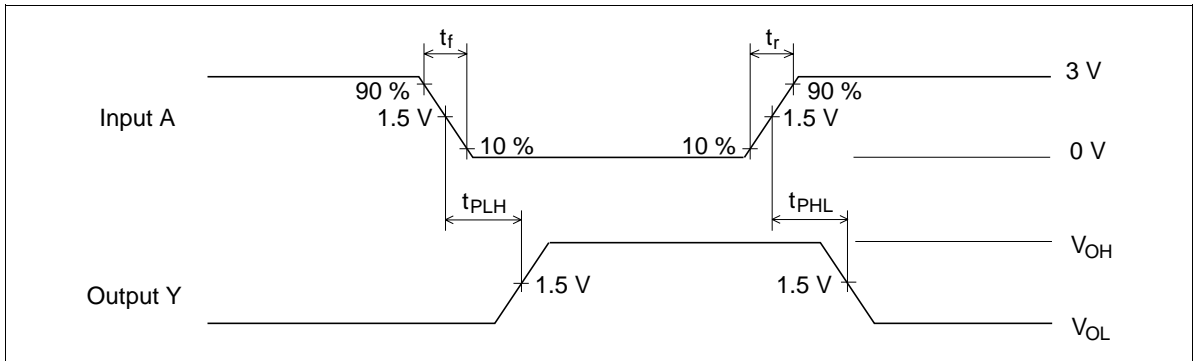 tf
tr
3 V
90 %
90 %
Input A
1.5 V
1.5 V
10 %
10 %
0 V
tPLH
tPHL
VOH
1.5 V
1.5 V
Output Y
VOL